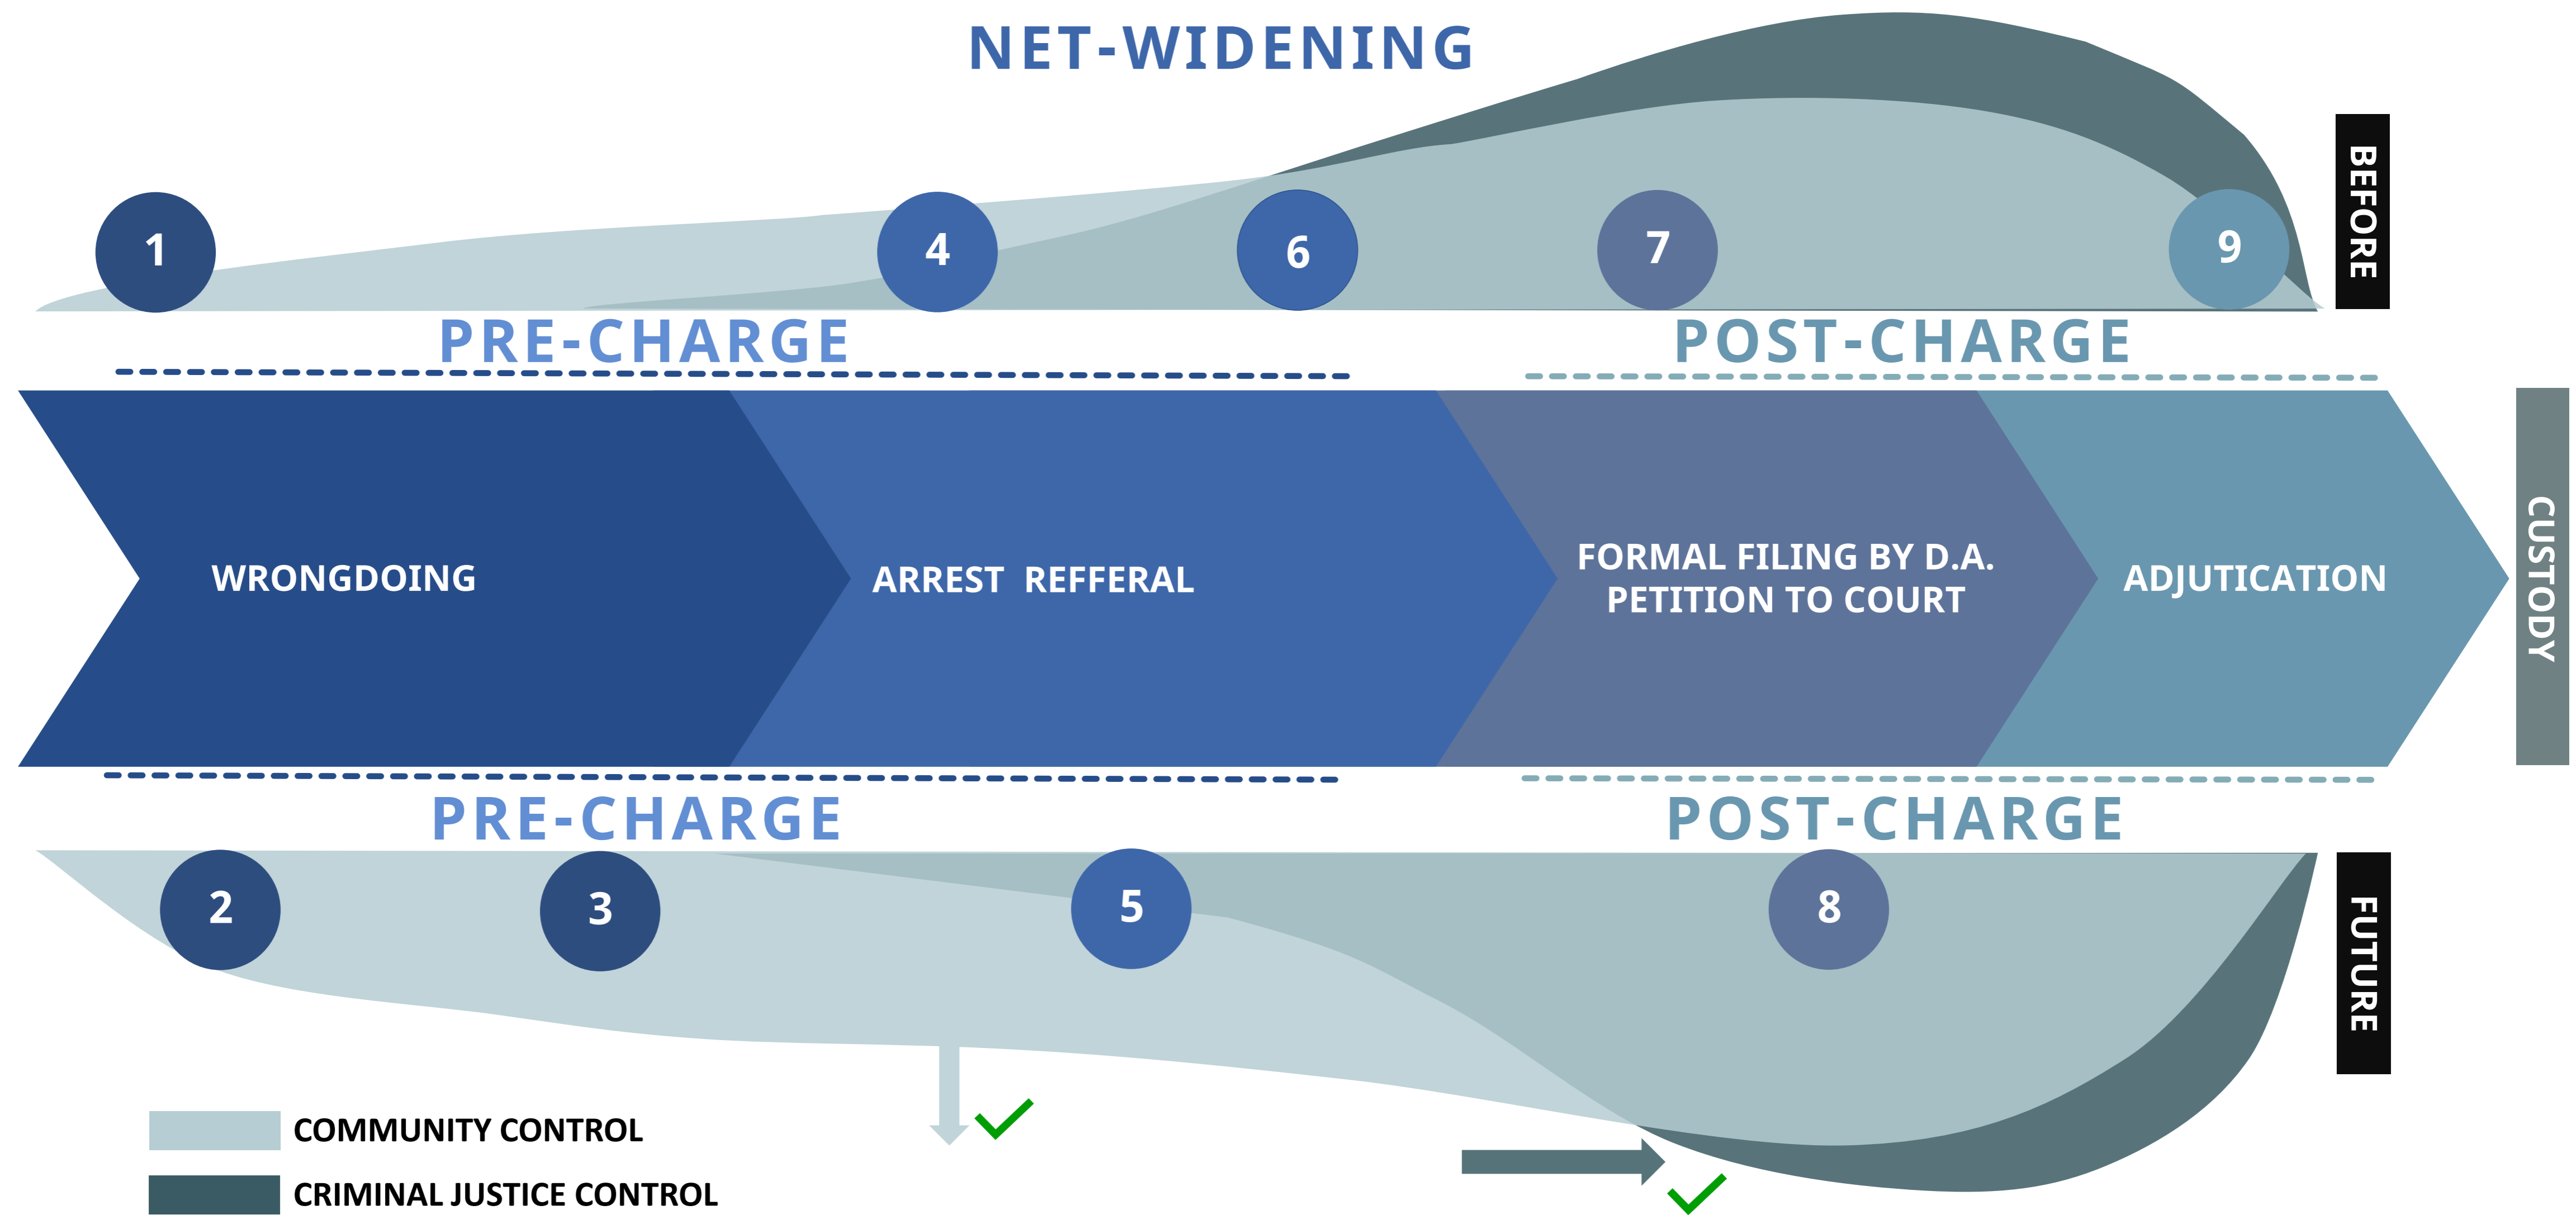 NET-WIDENING
BEFORE
1
4
6
7
9
PRE-CHARGE
POST-CHARGE
WRONGDOING
ARREST REFFERAL
FORMAL FILING BY D.A.
PETITION TO COURT
ADJUTICATION
CUSTODY
PRE-CHARGE
POST-CHARGE
2
3
5
8
FUTURE
COMMUNITY CONTROL
CRIMINAL JUSTICE CONTROL